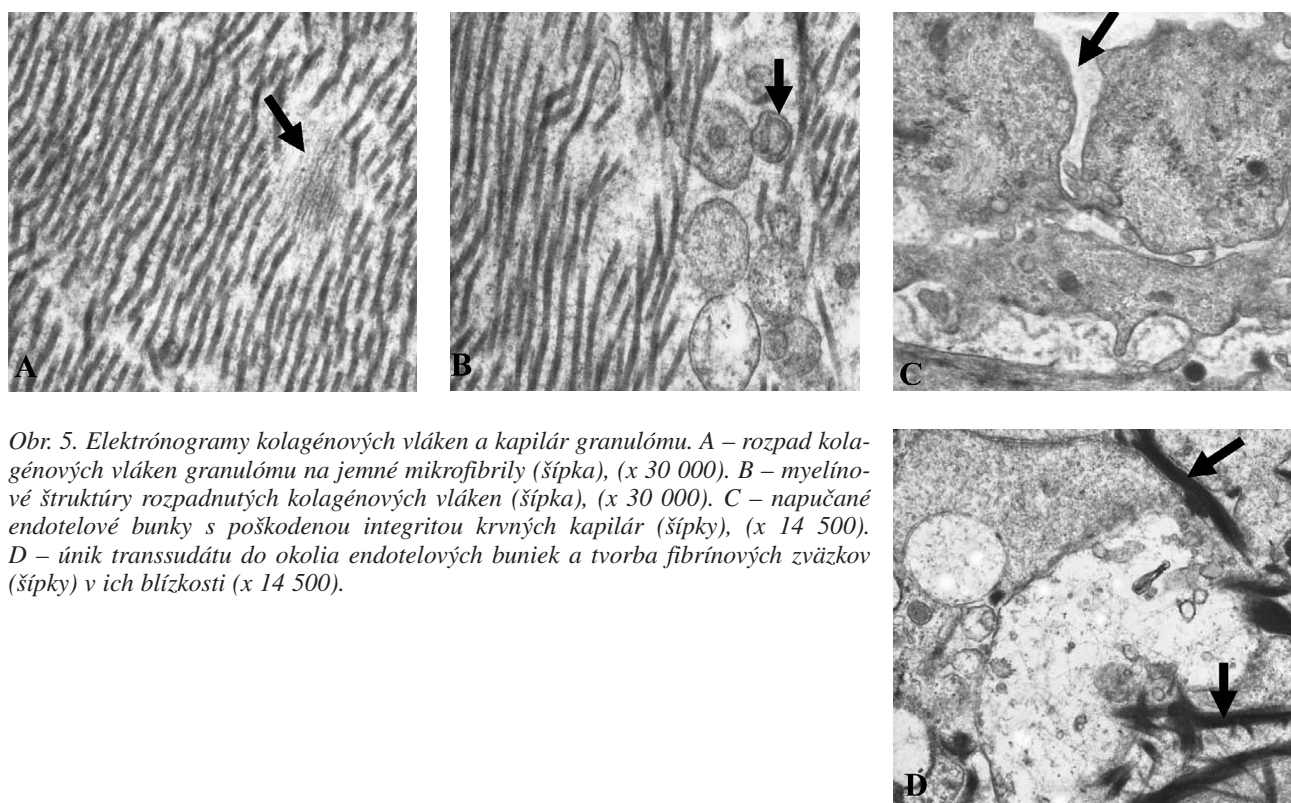 A
B
C
Obr. 5. Elektrónogramy kolagénových vláken a kapilár granulómu. A – rozpad kola-
génových vláken granulómu na jemné mikrofibrily (šípka), (x 30 000). B – myelíno-
vé štruktúry rozpadnutých kolagénových vláken (šípka), (x 30 000). C – napučané
endotelové bunky s poškodenou integritou krvných kapilár (šípky), (x 14 500).
D – únik transsudátu do okolia endotelových buniek a tvorba fibrínových zväzkov
(šípky) v ich blízkosti (x 14 500).
D